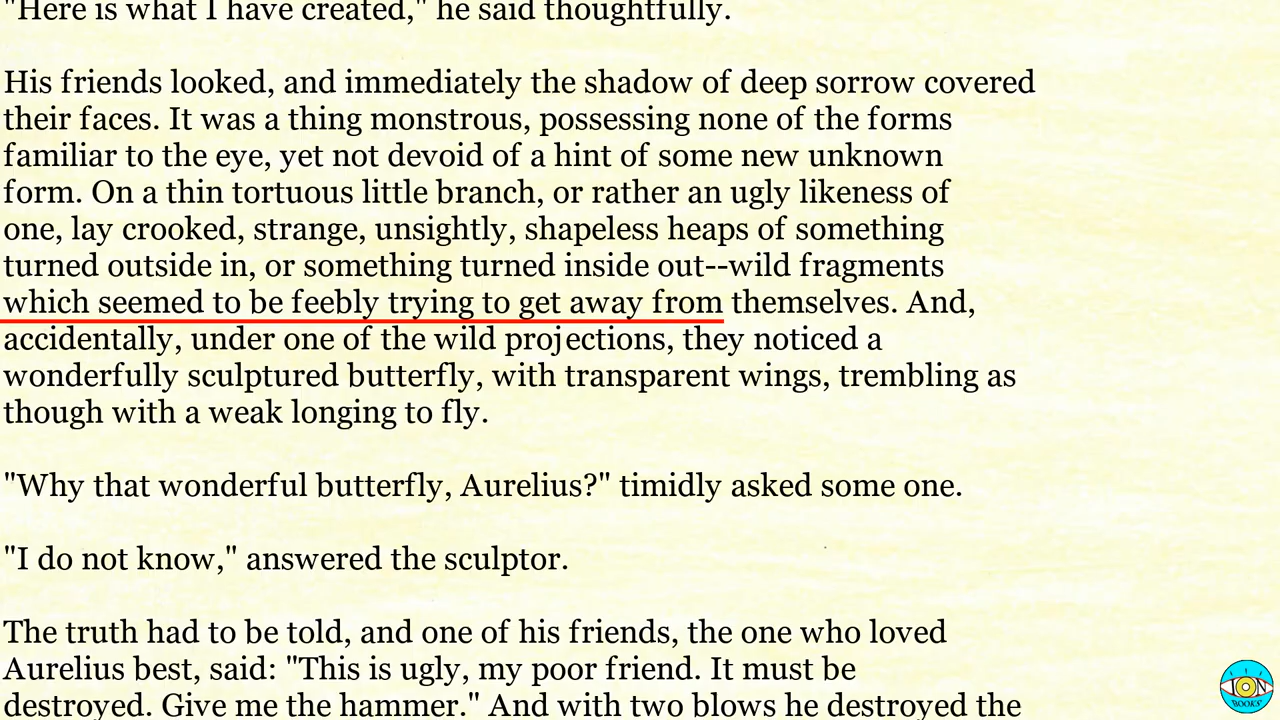 "Here is what I have created," he said thoughtfully.
His friends looked, and immediately the shadow of deep sorrow covered
their faces. It was a thing monstrous, possessing none of the forms
familiar to the eye, yet not devoid of a hint of some new unknown
form. On a thin tortuous little branch, or rather an ugly likeness of
one, lay crooked, strange, unsightly, shapeless heaps of something
turned outside in, or something turned inside out--wild fragments
which seemed to be feebly trying to get away from themselves. And,
accidentally, under one of the wild projections, they noticed a
wonderfully sculptured butterfly, with transparent wings, trembling as
though with a weak longing to fly.
"Why that wonderful butterfly, Aurelius?" timidly asked some one.
"I do not know," answered the sculptor.
The truth had to be told, and one of his friends, the one who loved
Aurelius best, said: "This is ugly, my poor friend. It must be
destroyed. Give me the hammer." And with two blows he destroyed the
ION
BOOKS